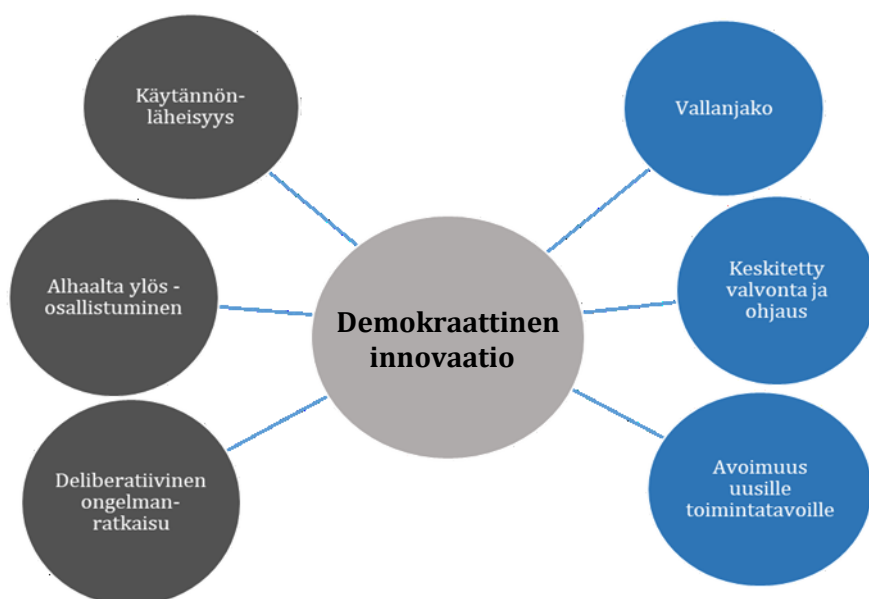 Käytännön-
läheisyys
Vallanjako
Alhaalta ylös -
osallistuminen
Keskitetty
valvonta ja
ohjaus
Demokraattinen
innovaatio
Deliberatiivinen
ongelman-
ratkaisu
Avoimuus
uusille
toimintatavoille